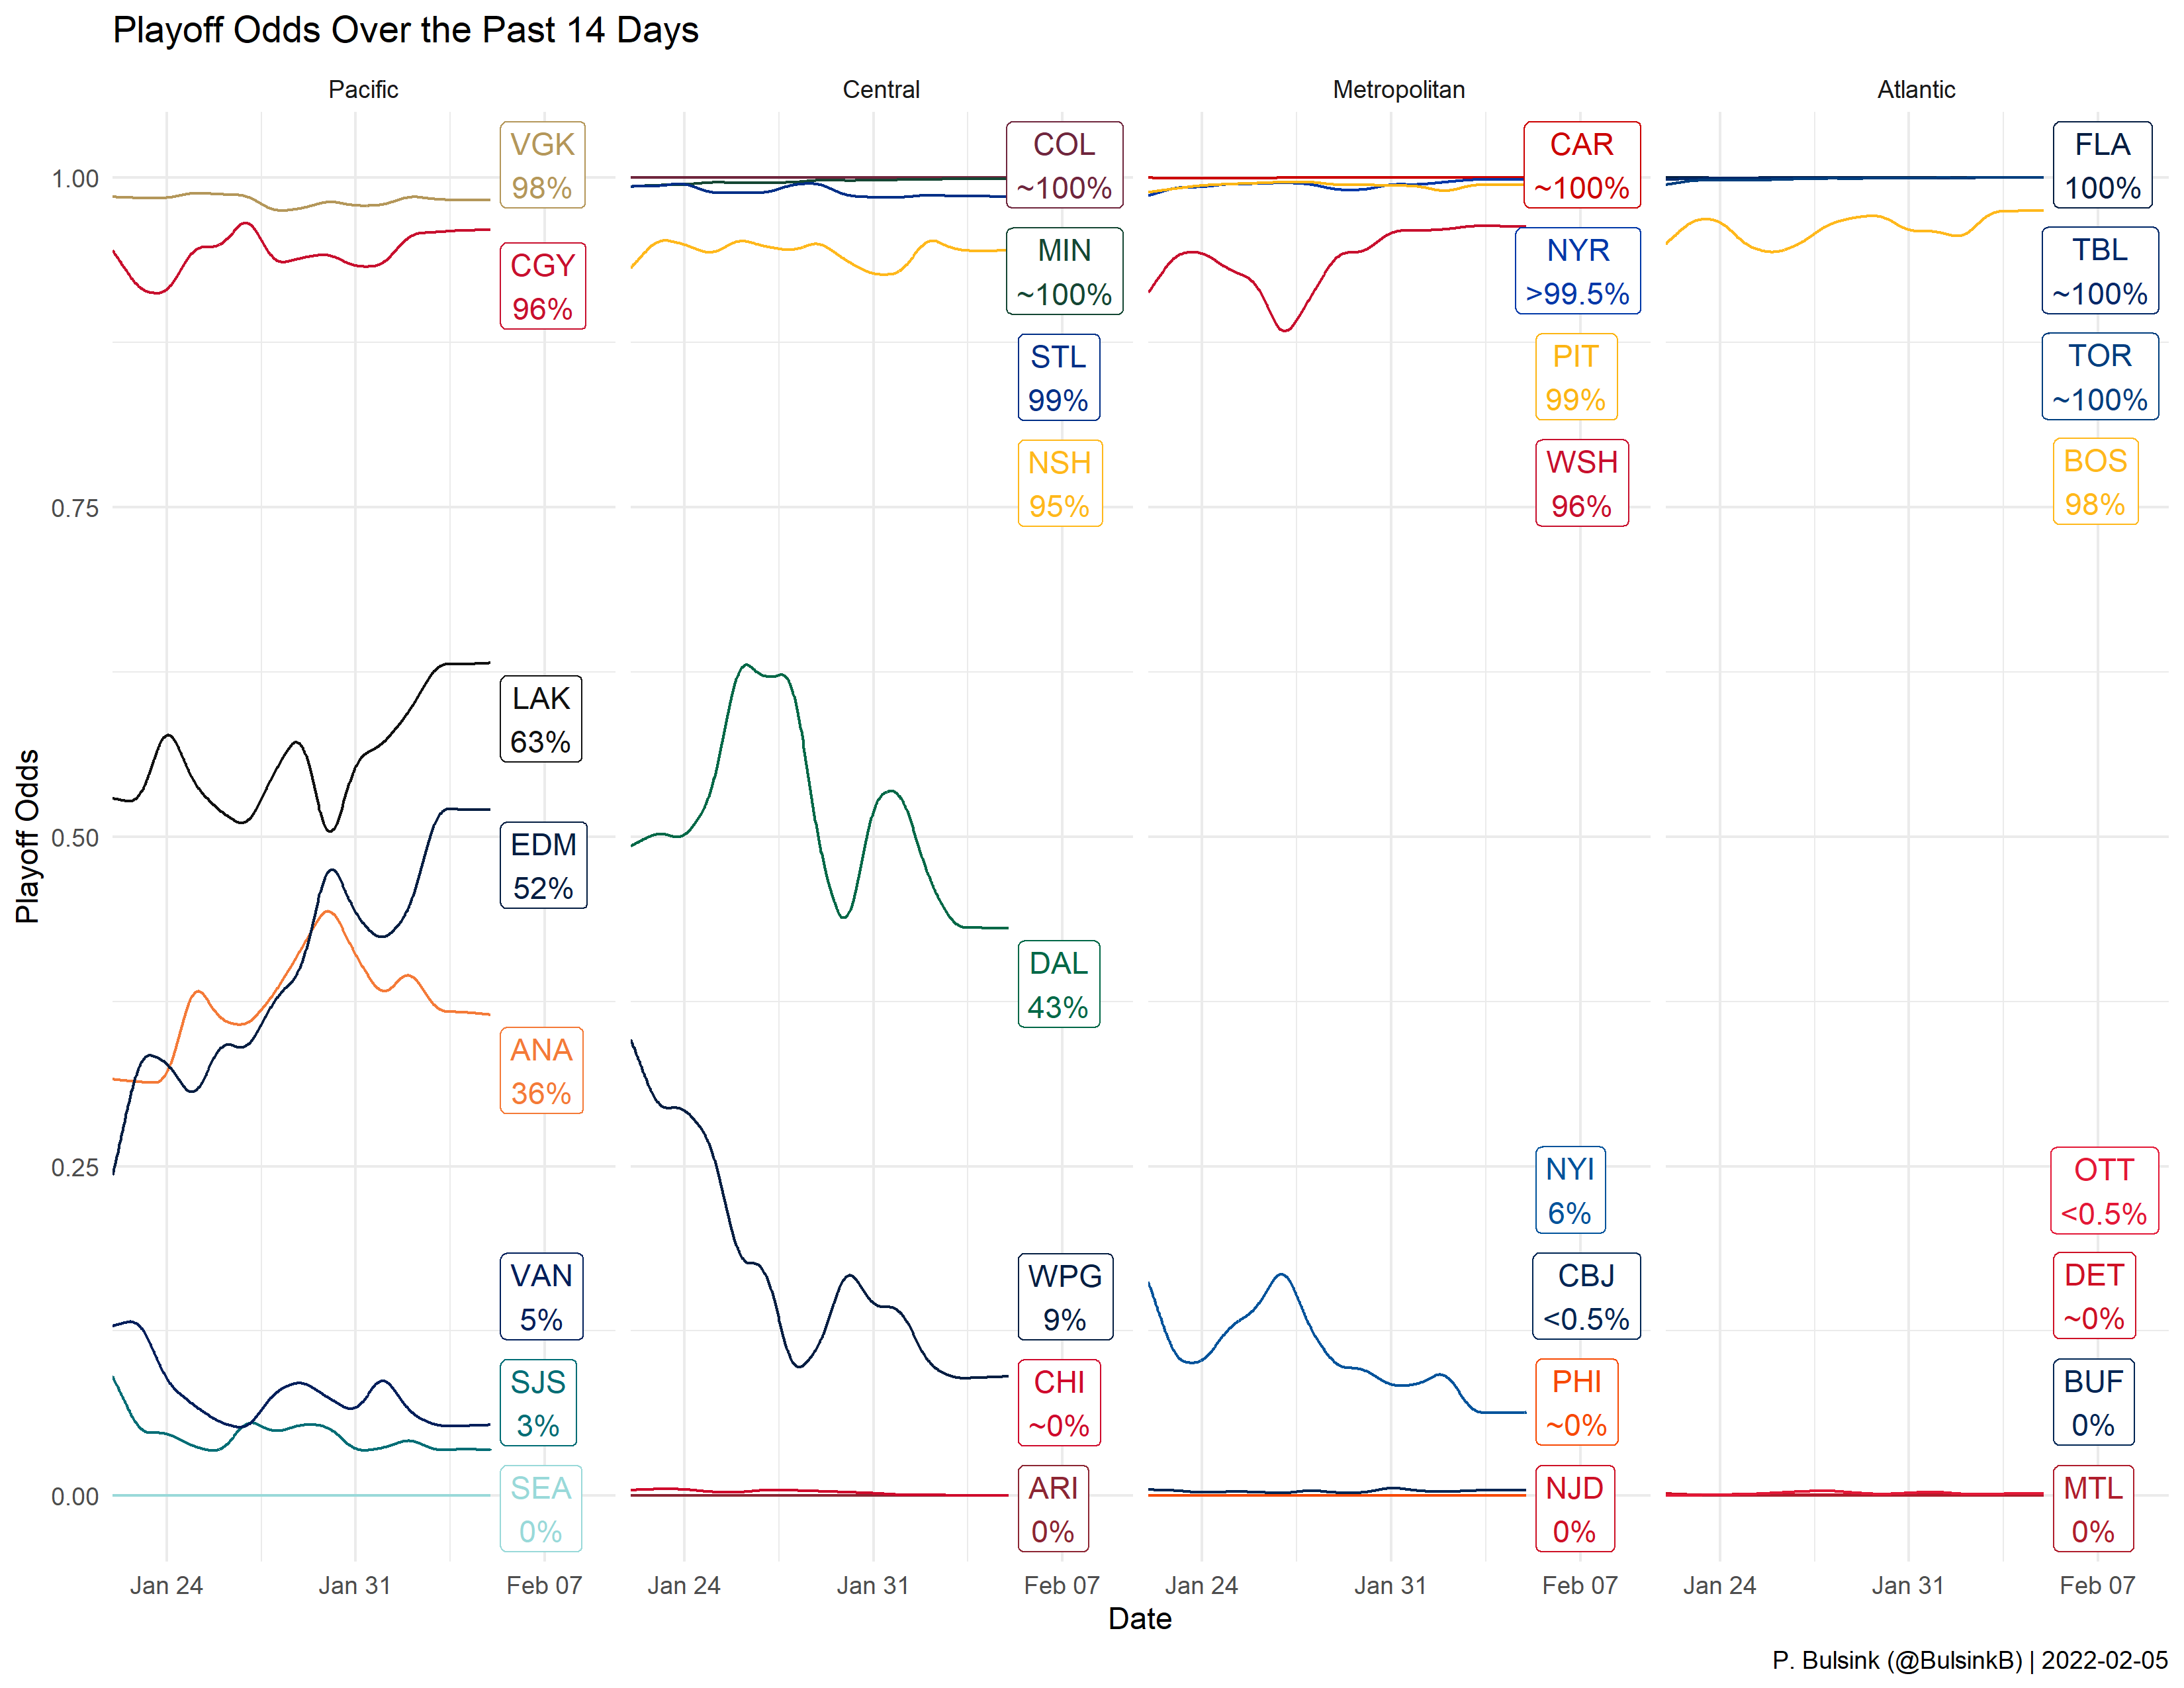 Playoff Odds Over the Past 14 Days
Pacific
Central
Metropolitan
Atlantic
Playoff Odds
1.00
0.75
0.50
0.25
0.00
VGK
98%
CGY
96%
LAK
63%
EDM
52%
ANA
36%
VAN
5%
SJS
3%
SEA
0%
COL
~100%
MIN
~100%
STL
99%
NSH
95%
DAL
43%
WPG
9%
CHI
~0%
ARI
0%
CAR
~100%
NYR
>99.5%
PIT
99%
WSH
96%
NYI
6%
CBJ
<0.5%
PHI
~0%
NJD
0%
FLA
100%
TBL
~100%
TOR
~100%
BOS
98%
OTT
<0.5%
DET
~0%
BUF
0%
MTL
0%
Jan 24 Jan 31 Feb 07
Jan 24 Jan 31 Feb 07
Jan 24 Jan 31 Feb 07
Jan 24 Jan 31 Feb 07
Date
P. Bulsink (@BulsinkB) | 2022-02-05